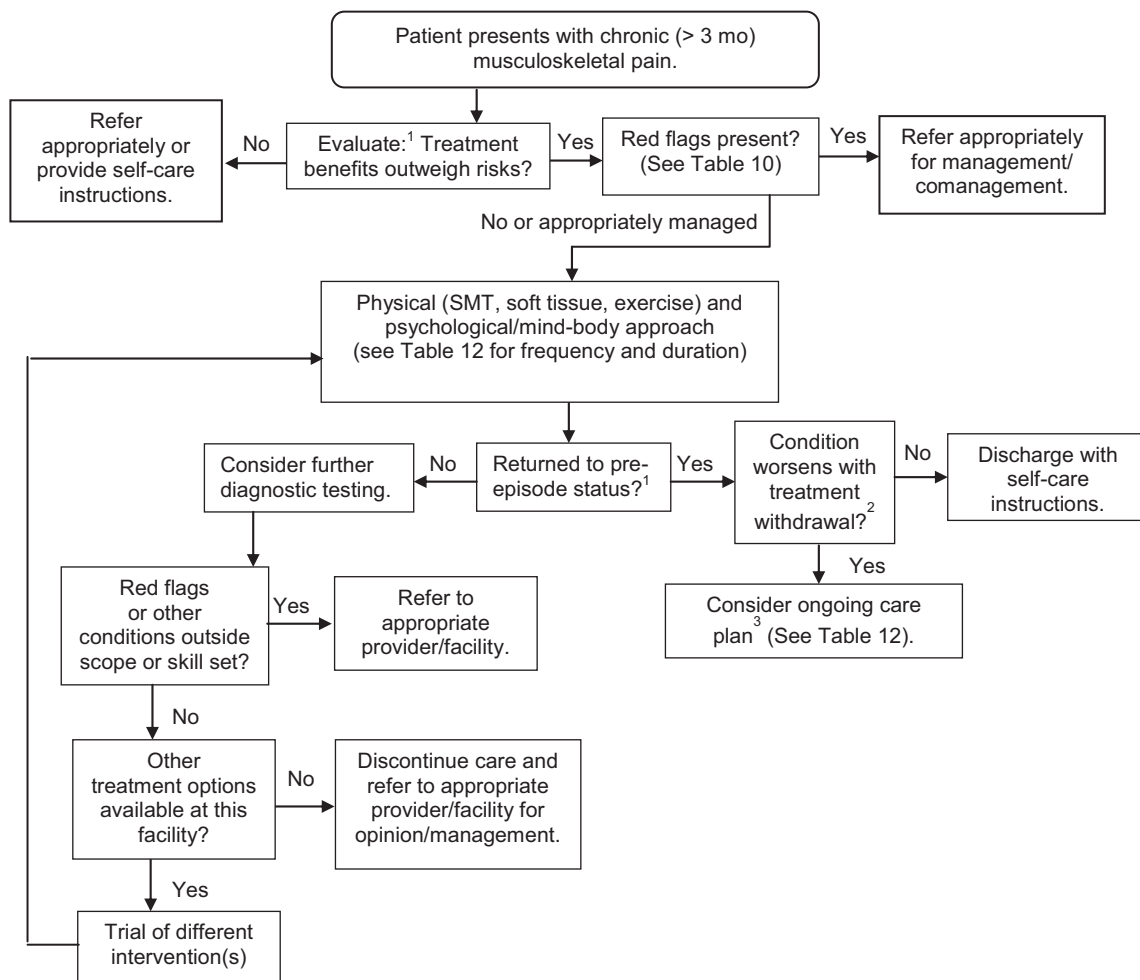 Patient presents with chronic (> 3 mo)
musculoskeletal pain.
Refer
appropriately or
provide self-care
instructions.
No
Evaluate:¹ Treatment
benefits outweigh risks?
Yes
Red flags present?
(See Table 10)
Yes
Refer appropriately
for management/
comanagement.
No or appropriately managed
Physical (SMT, soft tissue, exercise) and
psychological/mind-body approach
(see Table 12 for frequency and duration)
Consider further
diagnostic testing.
No
Returned to pre-
episode status?¹
Yes
Condition
worsens with
treatment
withdrawal?²
No
Discharge with
self-care
instructions.
Yes
Consider ongoing care
plan³ (See Table 12).
Red flags
or other
conditions outside
scope or skill set?
Yes
Refer to
appropriate
provider/facility.
No
Other
treatment options
available at this
facility?
No
Discontinue care and
refer to appropriate
provider/facility for
opinion/management.
Yes
Trial of different
intervention(s)